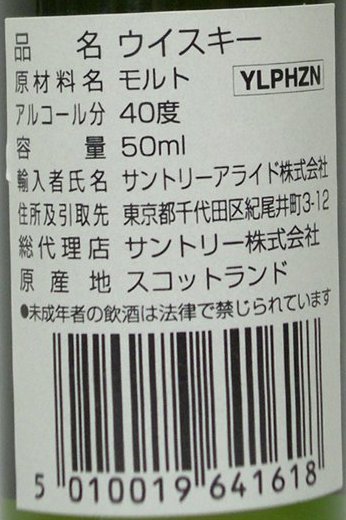 品名 ウイスキー
原材料名 モルト YLPHZN
アルコール分 40度
容量 50ml
輸入者氏名 サントリーアライド株式会社
住所及引取先 東京都千代田区紀尾井町3-12
総代理店 サントリー株式会社
原産地 スコットランド
●未成年者の飲酒は法律で禁じられています
5 010019 641618